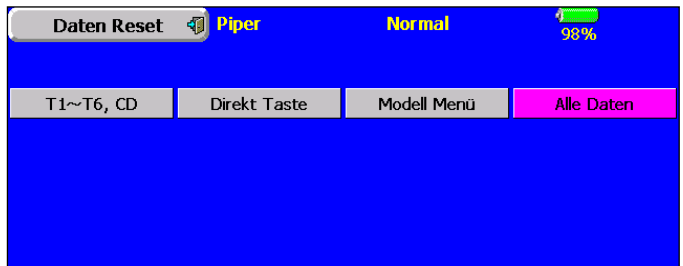 Daten Reset Piper Normal 98%
T1~T6, CD Direkt Taste Modell Menü Alle Daten